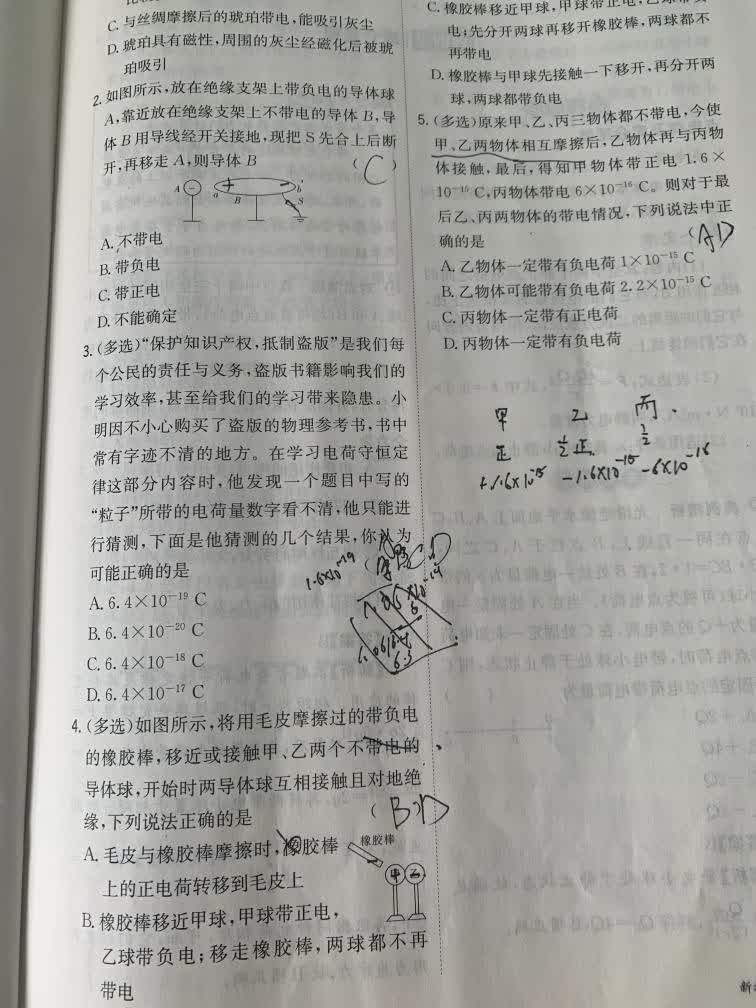 C. 与丝绸摩擦后的琥珀带电,能吸引灰尘
D. 琥珀具有磁性,周围的灰尘经磁化后被琥
珀吸引
2. 如图所示,放在绝缘支架上带负电的导体球
A,靠近放在绝缘支架上不带电的导体B,导
体B用导线经开关接地,现把S先合上后断
开,再移走A,则导体B ( C )
A
a
B
b
S
A. 不带电
B. 带负电
C. 带正电
D. 不能确定
3. (多选)“保护知识产权,抵制盗版”是我们每
个公民的责任与义务,盗版书籍影响我们的
学习效率,甚至给我们的学习带来隐患。小
明因不小心购买了盗版的物理参考书,书中
常有字迹不清的地方。在学习电荷守恒定
律这部分内容时,他发现一个题目中写的
“粒子”所带的电荷量数字看不清,他只能进
行猜测,下面是他猜测的几个结果,你认为
可能正确的是
1.6×10⁻¹⁹
A. 6.4×10⁻¹⁹ C
B. 6.4×10⁻²⁰ C
C. 6.4×10⁻¹⁸ C
D. 6.4×10⁻¹⁷ C
4. (多选)如图所示,将用毛皮摩擦过的带负电
的橡胶棒,移近或接触甲、乙两个不带电的
导体球,开始时两导体球互相接触且对地绝
缘,下列说法正确的是 ( BD )
A. 毛皮与橡胶棒摩擦时,橡胶棒
上的正电荷转移到毛皮上
橡胶棒
甲 乙
B. 橡胶棒移近甲球,甲球带正电,
乙球带负电;移走橡胶棒,两球都不再
带电
C. 橡胶棒移近甲球,甲球带正电,乙球带负
电;先分开两球再移开橡胶棒,两球都不
再带电
D. 橡胶棒与甲球先接触一下移开,再分开两
球,两球都带负电
5. (多选)原来甲、乙、丙三物体都不带电,今使
甲、乙两物体相互摩擦后,乙物体再与丙物
体接触,最后,得知甲物体带正电1.6×
10⁻¹⁵ C,丙物体带电6×10⁻¹⁶ C。则对于最
后乙、丙两物体的带电情况,下列说法中正
确的是 ( AD
A. 乙物体一定带有负电荷1×10⁻¹⁵ C
B. 乙物体可能带有负电荷2.2×10⁻¹⁵ C
C. 丙物体一定带有正电荷
D. 丙物体一定带有负电荷
甲 乙 丙.
正 ½正 ½
+1.6×10⁻¹⁵ -1.6×10⁻¹⁵ -6×10⁻¹⁶